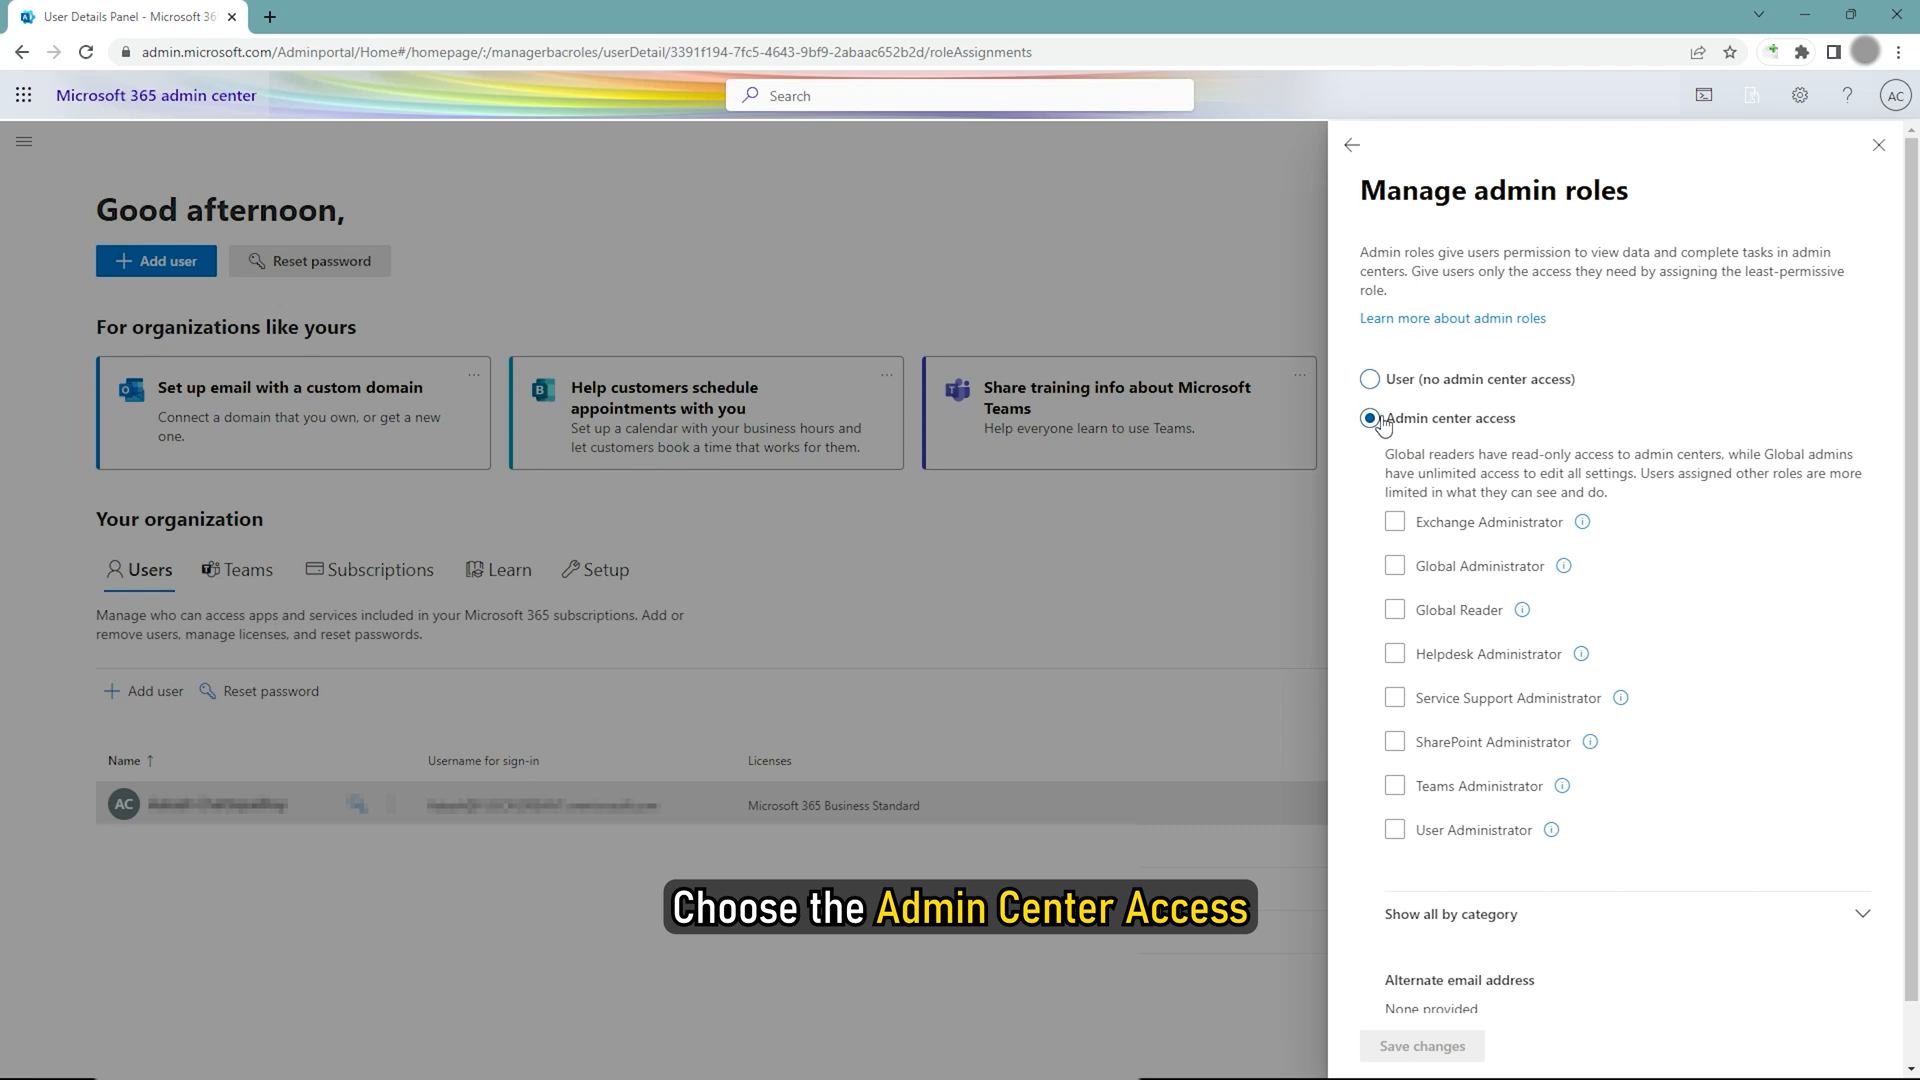 User Details Panel - Microsoft 36
admin.microsoft.com/Adminportal/Home#/homepage/:/managerbacroles/userDetail/3391f194-7fc5-4643-9bf9-2abaac652b2d/roleAssignments
Microsoft 365 admin center
Search
AC
Good afternoon,
Add user
Reset password
For organizations like yours
Set up email with a custom domain
Connect a domain that you own, or get a new
one.
Help customers schedule
appointments with you
Set up a calendar with your business hours and
let customers book a time that works for them.
Share training info about Microsoft
Teams
Help everyone learn to use Teams.
Your organization
Users
Teams
Subscriptions
Learn
Setup
Manage who can access apps and services included in your Microsoft 365 subscriptions. Add or
remove users, manage licenses, and reset passwords.
Add user
Reset password
Name ↑
Username for sign-in
Licenses
AC
Microsoft 365 Business Standard
Manage admin roles
Admin roles give users permission to view data and complete tasks in admin
centers. Give users only the access they need by assigning the least-permissive
role.
Learn more about admin roles
User (no admin center access)
Admin center access
Global readers have read-only access to admin centers, while Global admins
have unlimited access to edit all settings. Users assigned other roles are more
limited in what they can see and do.
Exchange Administrator
Global Administrator
Global Reader
Helpdesk Administrator
Service Support Administrator
SharePoint Administrator
Teams Administrator
User Administrator
Show all by category
Alternate email address
None provided
Save changes
Choose the Admin Center Access